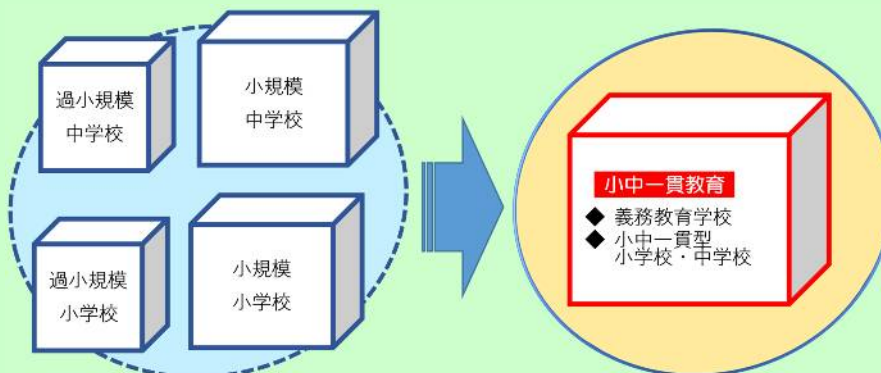 過小規模
中学校
小規模
中学校
過小規模
小学校
小規模
小学校
小中一貫教育
◆ 義務教育学校
◆ 小中一貫型
小学校・中学校